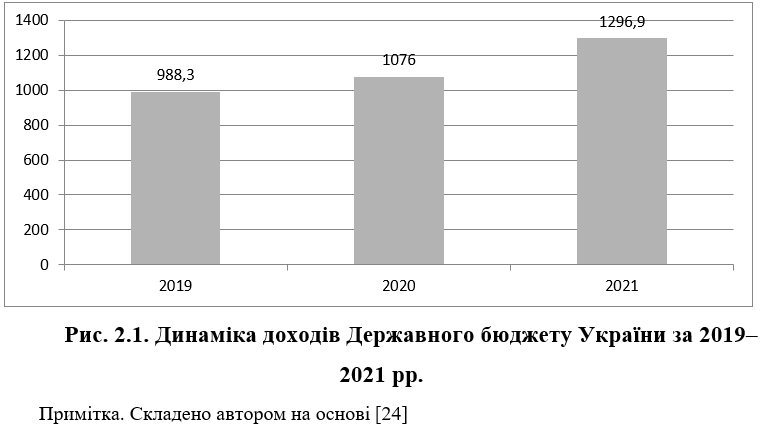 1400
1296,9
1200
1076
988,3
1000
800
600
400
200
0
2019 2020 2021
Рис. 2.1. Динаміка доходів Державного бюджету України за 2019–
2021 рр.
Примітка. Складено автором на основі [24]